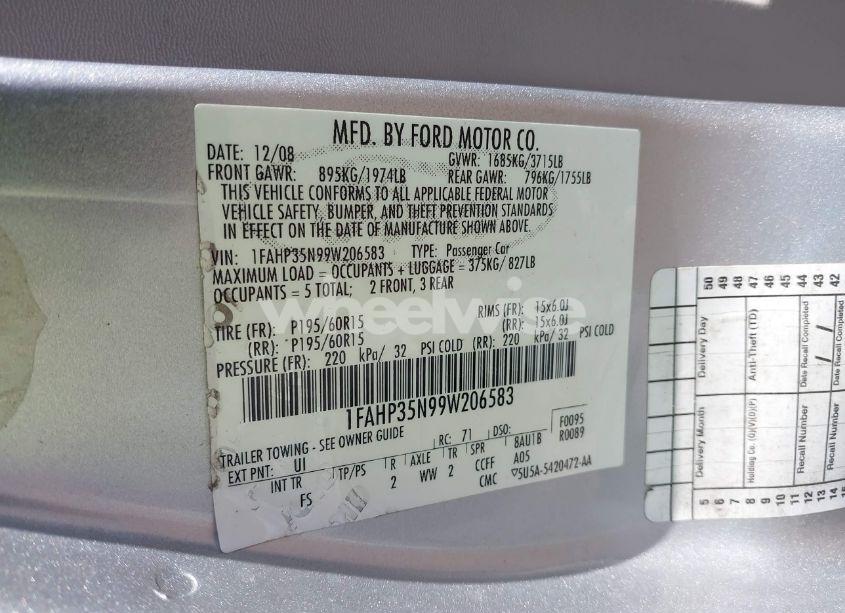 MFD. BY FORD MOTOR CO.
DATE: 12/08 GVWR: 1685KG/3715LB
FRONT GAWR: 895KG/1974LB REAR GAWR: 796KG/1755LB
THIS VEHICLE CONFORMS TO ALL APPLICABLE FEDERAL MOTOR
VEHICLE SAFETY, BUMPER, AND THEFT PREVENTION STANDARDS
IN EFFECT ON THE DATE OF MANUFACTURE SHOWN ABOVE.
VIN: 1FAHP35N99W206583 TYPE: Passenger Car
MAXIMUM LOAD = OCCUPANTS + LUGGAGE = 375KG/827LB
OCCUPANTS = 5 TOTAL: 2 FRONT, 3 REAR
wheelwise
TIRE (FR): P195/60R15 RIMS (FR): 15x6.0J
(RR): P195/60R15 (RR): 15x6.0J
PRESSURE (FR): 220 kPa/ 32 PSI COLD (RR): 220 kPa/ 32 PSI COLD
1FAHP35N99W206583
TRAILER TOWING - SEE OWNER GUIDE RC: 71 DSO: F0095
EXT PNT: UI R AXLE TR SPR 8AU1B R0089
INT TR TP/PS 2 WW 2 CCFF A05
FS CMC ▽5U5A-5420472-AA
Delivery Month Delivery Day
Holding Co. (Q)(V)(D)(P) Anti-Theft (TD)
Recall Number Date Recall Completed
Recall Number Date Recall Completed
5 6 7 8 9 10 11 12 13 14 15
50 49 48 47 46 45 44 43 42